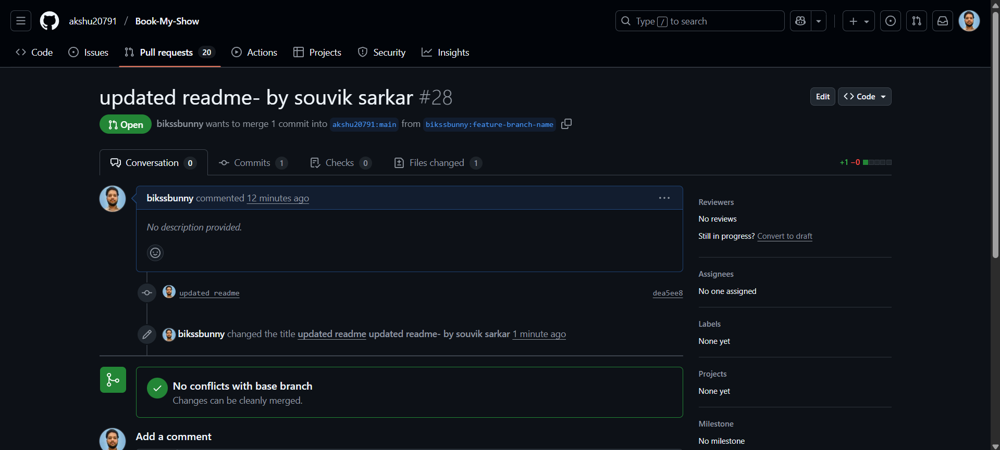 akshu20791 / Book-My-Show
Type / to search
Code
Issues
Pull requests 20
Actions
Projects
Security
Insights
updated readme- by souvik sarkar #28
Edit
Code
Open
bikssbunny wants to merge 1 commit into akshu20791:main from bikssbunny:feature-branch-name
Conversation 0
Commits 1
Checks 0
Files changed 1
+1 −0
bikssbunny commented 12 minutes ago
No description provided.
updated readme
dea5ee8
bikssbunny changed the title updated readme updated readme- by souvik sarkar 1 minute ago
No conflicts with base branch
Changes can be cleanly merged.
Add a comment
Reviewers
No reviews
Still in progress? Convert to draft
Assignees
No one assigned
Labels
None yet
Projects
None yet
Milestone
No milestone